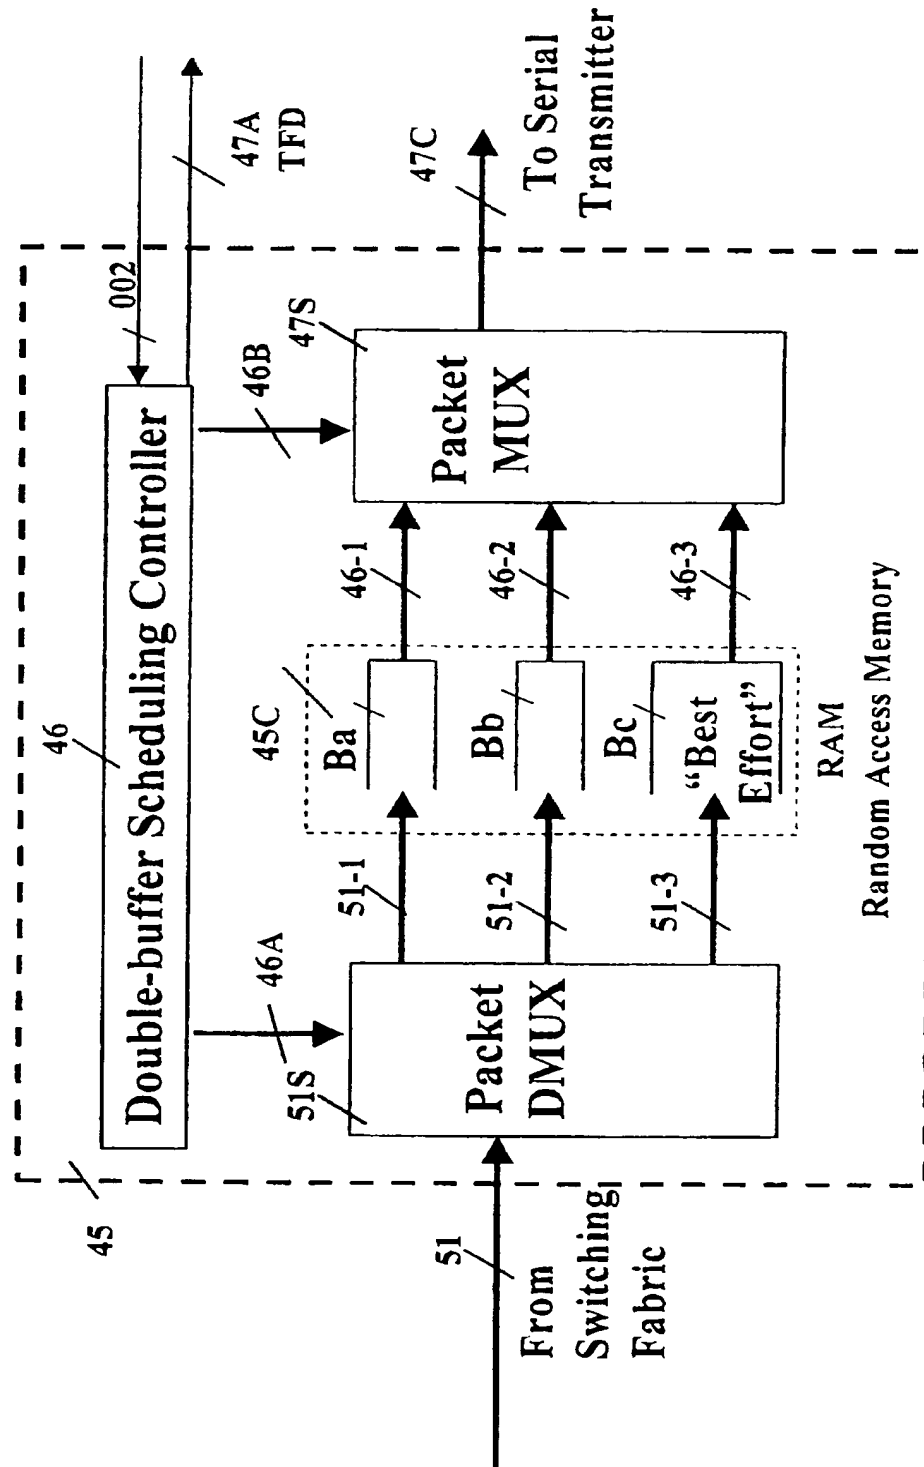 45
46
Double-buffer Scheduling Controller
002
47A
TFD
46A
46B
51S
Packet
DMUX
51
From
Switching
Fabric
51-1
51-2
51-3
45C
Ba
Bb
Bc
“Best
Effort”
RAM
Random Access Memory
46-1
46-2
46-3
47S
Packet
MUX
47C
To Serial
Transmitter